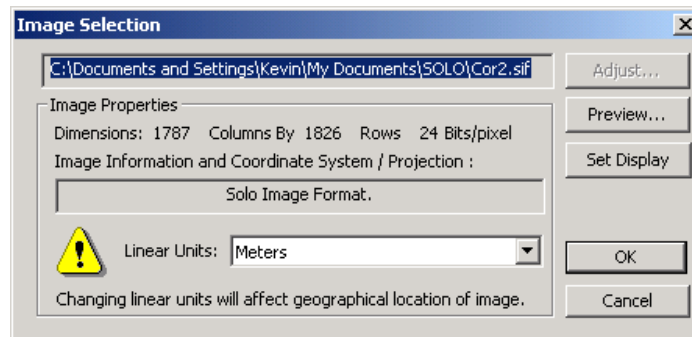 Image Selection
C:\Documents and Settings\Kevin\My Documents\SOLO\Cor2.sif
Adjust...
Image Properties
Preview...
Dimensions: 1787 Columns By 1826 Rows 24 Bits/pixel
Image Information and Coordinate System / Projection :
Set Display
Solo Image Format.
Linear Units: Meters
OK
Changing linear units will affect geographical location of image.
Cancel